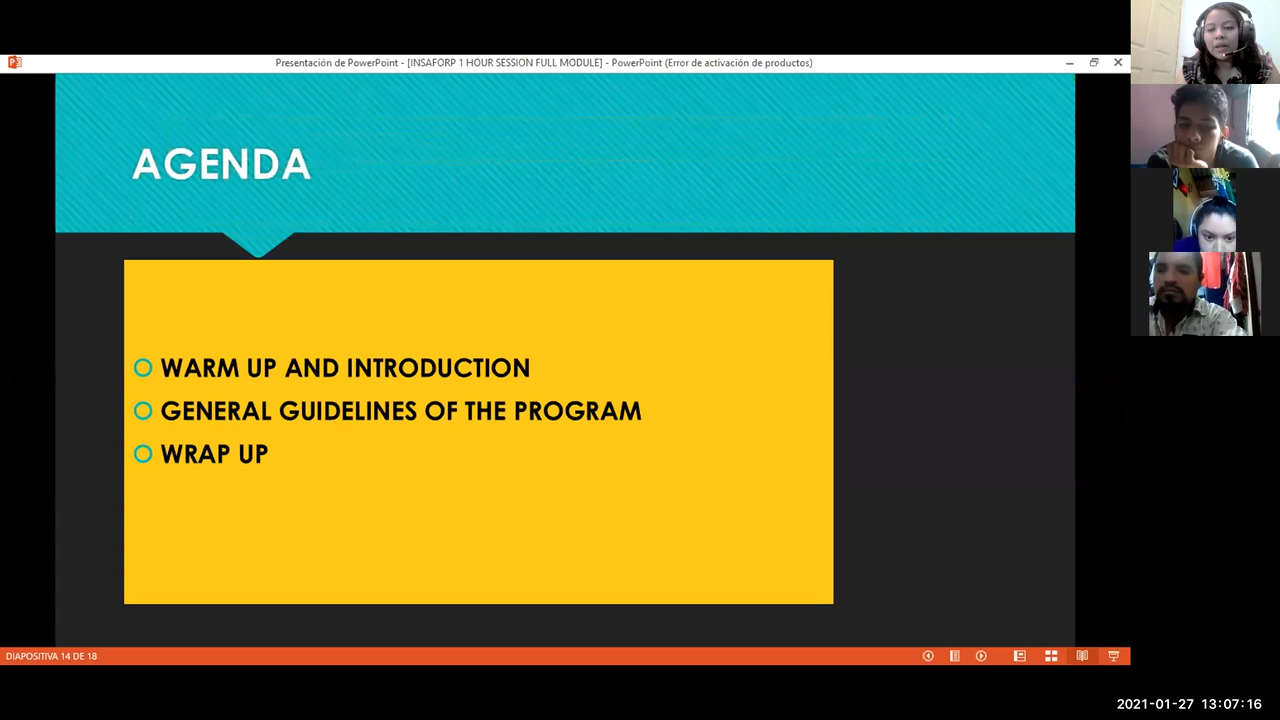 Presentación de PowerPoint - [INSAFORP 1 HOUR SESSION FULL MODULE] - PowerPoint (Error de activación de productos)
AGENDA
WARM UP AND INTRODUCTION
GENERAL GUIDELINES OF THE PROGRAM
WRAP UP
DIAPOSITIVA 14 DE 18
2021-01-27 13:07:16